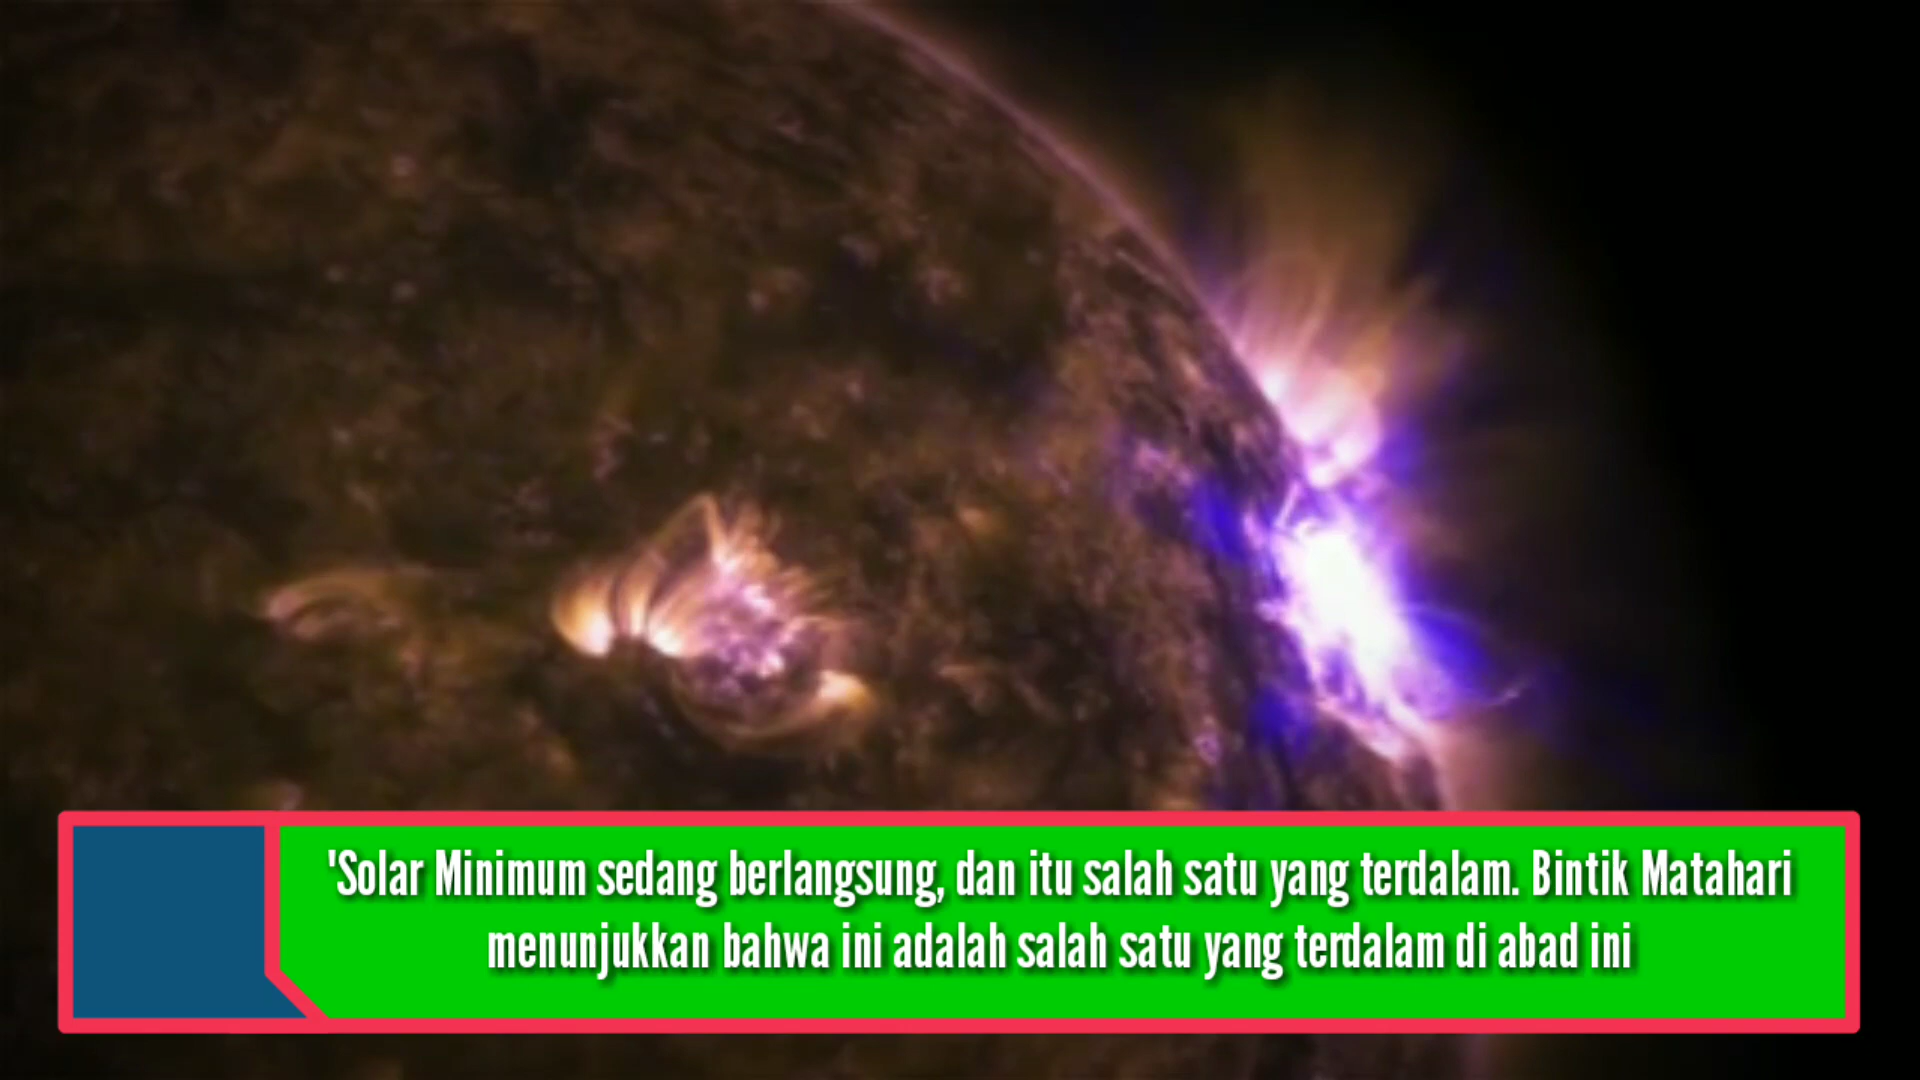 'Solar Minimum sedang berlangsung, dan itu salah satu yang terdalam. Bintik Matahari
menunjukkan bahwa ini adalah salah satu yang terdalam di abad ini